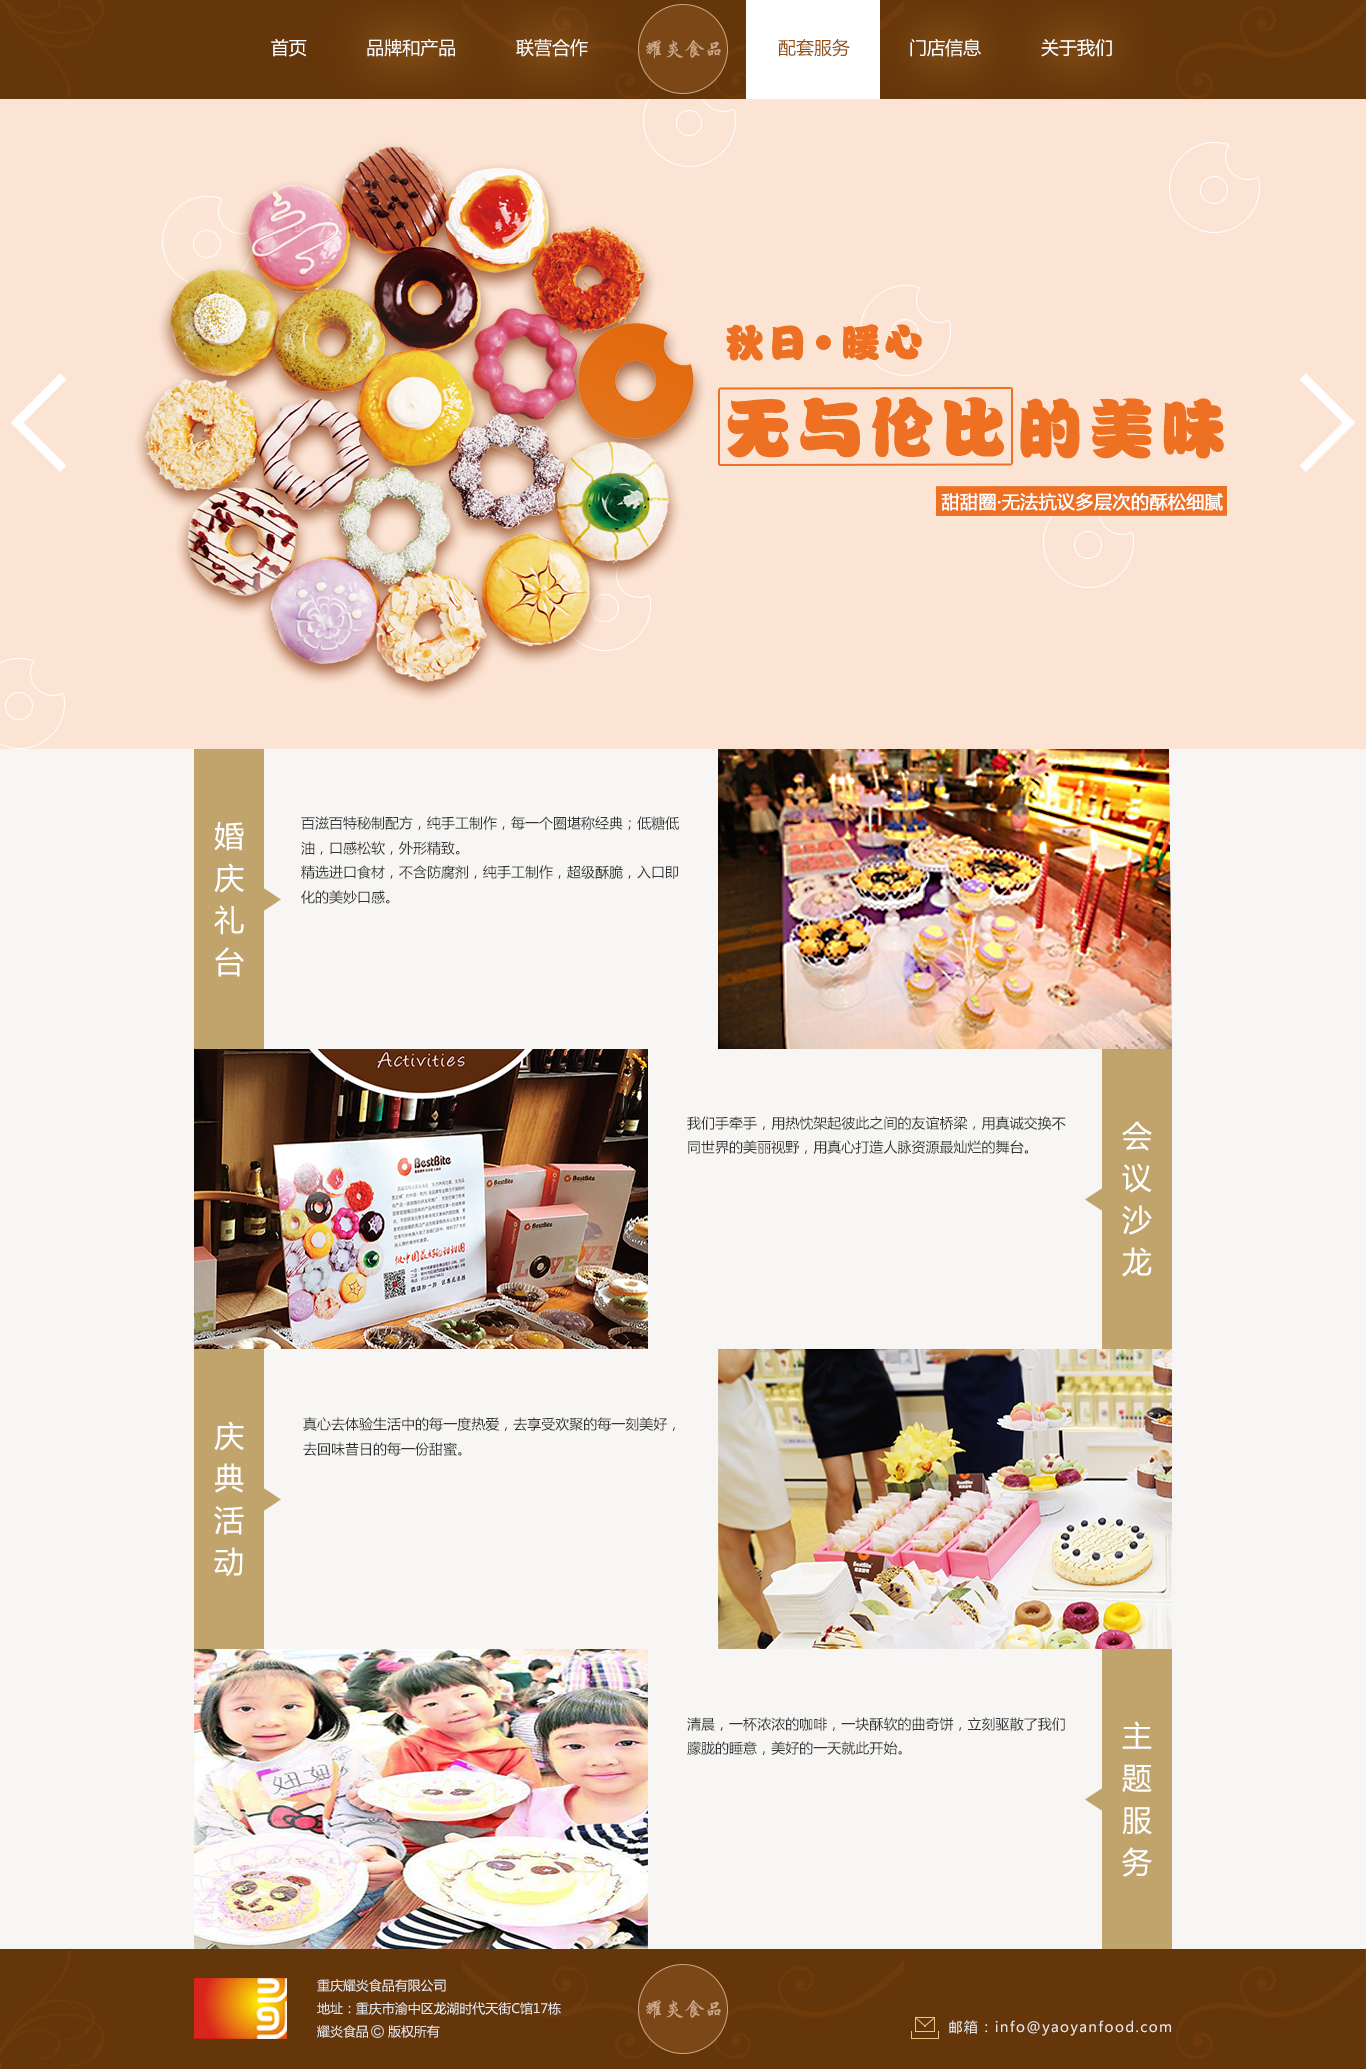 首页 品牌和产品 联营合作 耀炎食品 配套服务 门店信息 关于我们
秋日·暖心
无与伦比的美味
甜甜圈·无法抗议多层次的酥松细腻
婚庆礼台
百滋百特秘制配方，纯手工制作，每一个圈堪称经典；低糖低
油，口感松软，外形精致。
精选进口食材，不含防腐剂，纯手工制作，超级酥脆，入口即
化的美妙口感。
Activities
BestBite
做中国最好的甜甜圈
BestBite
BestBite
LOVE
会议沙龙
我们手牵手，用热忱架起彼此之间的友谊桥梁，用真诚交换不
同世界的美丽视野，用真心打造人脉资源最灿烂的舞台。
庆典活动
真心去体验生活中的每一度热爱，去享受欢聚的每一刻美好，
去回味昔日的每一份甜蜜。
BestBite
BestBite
妞妞
主题服务
清晨，一杯浓浓的咖啡，一块酥软的曲奇饼，立刻驱散了我们
朦胧的睡意，美好的一天就此开始。
重庆耀炎食品有限公司
地址：重庆市渝中区龙湖时代天街C馆17栋
耀炎食品 © 版权所有
耀炎食品
邮箱：info@yaoyanfood.com